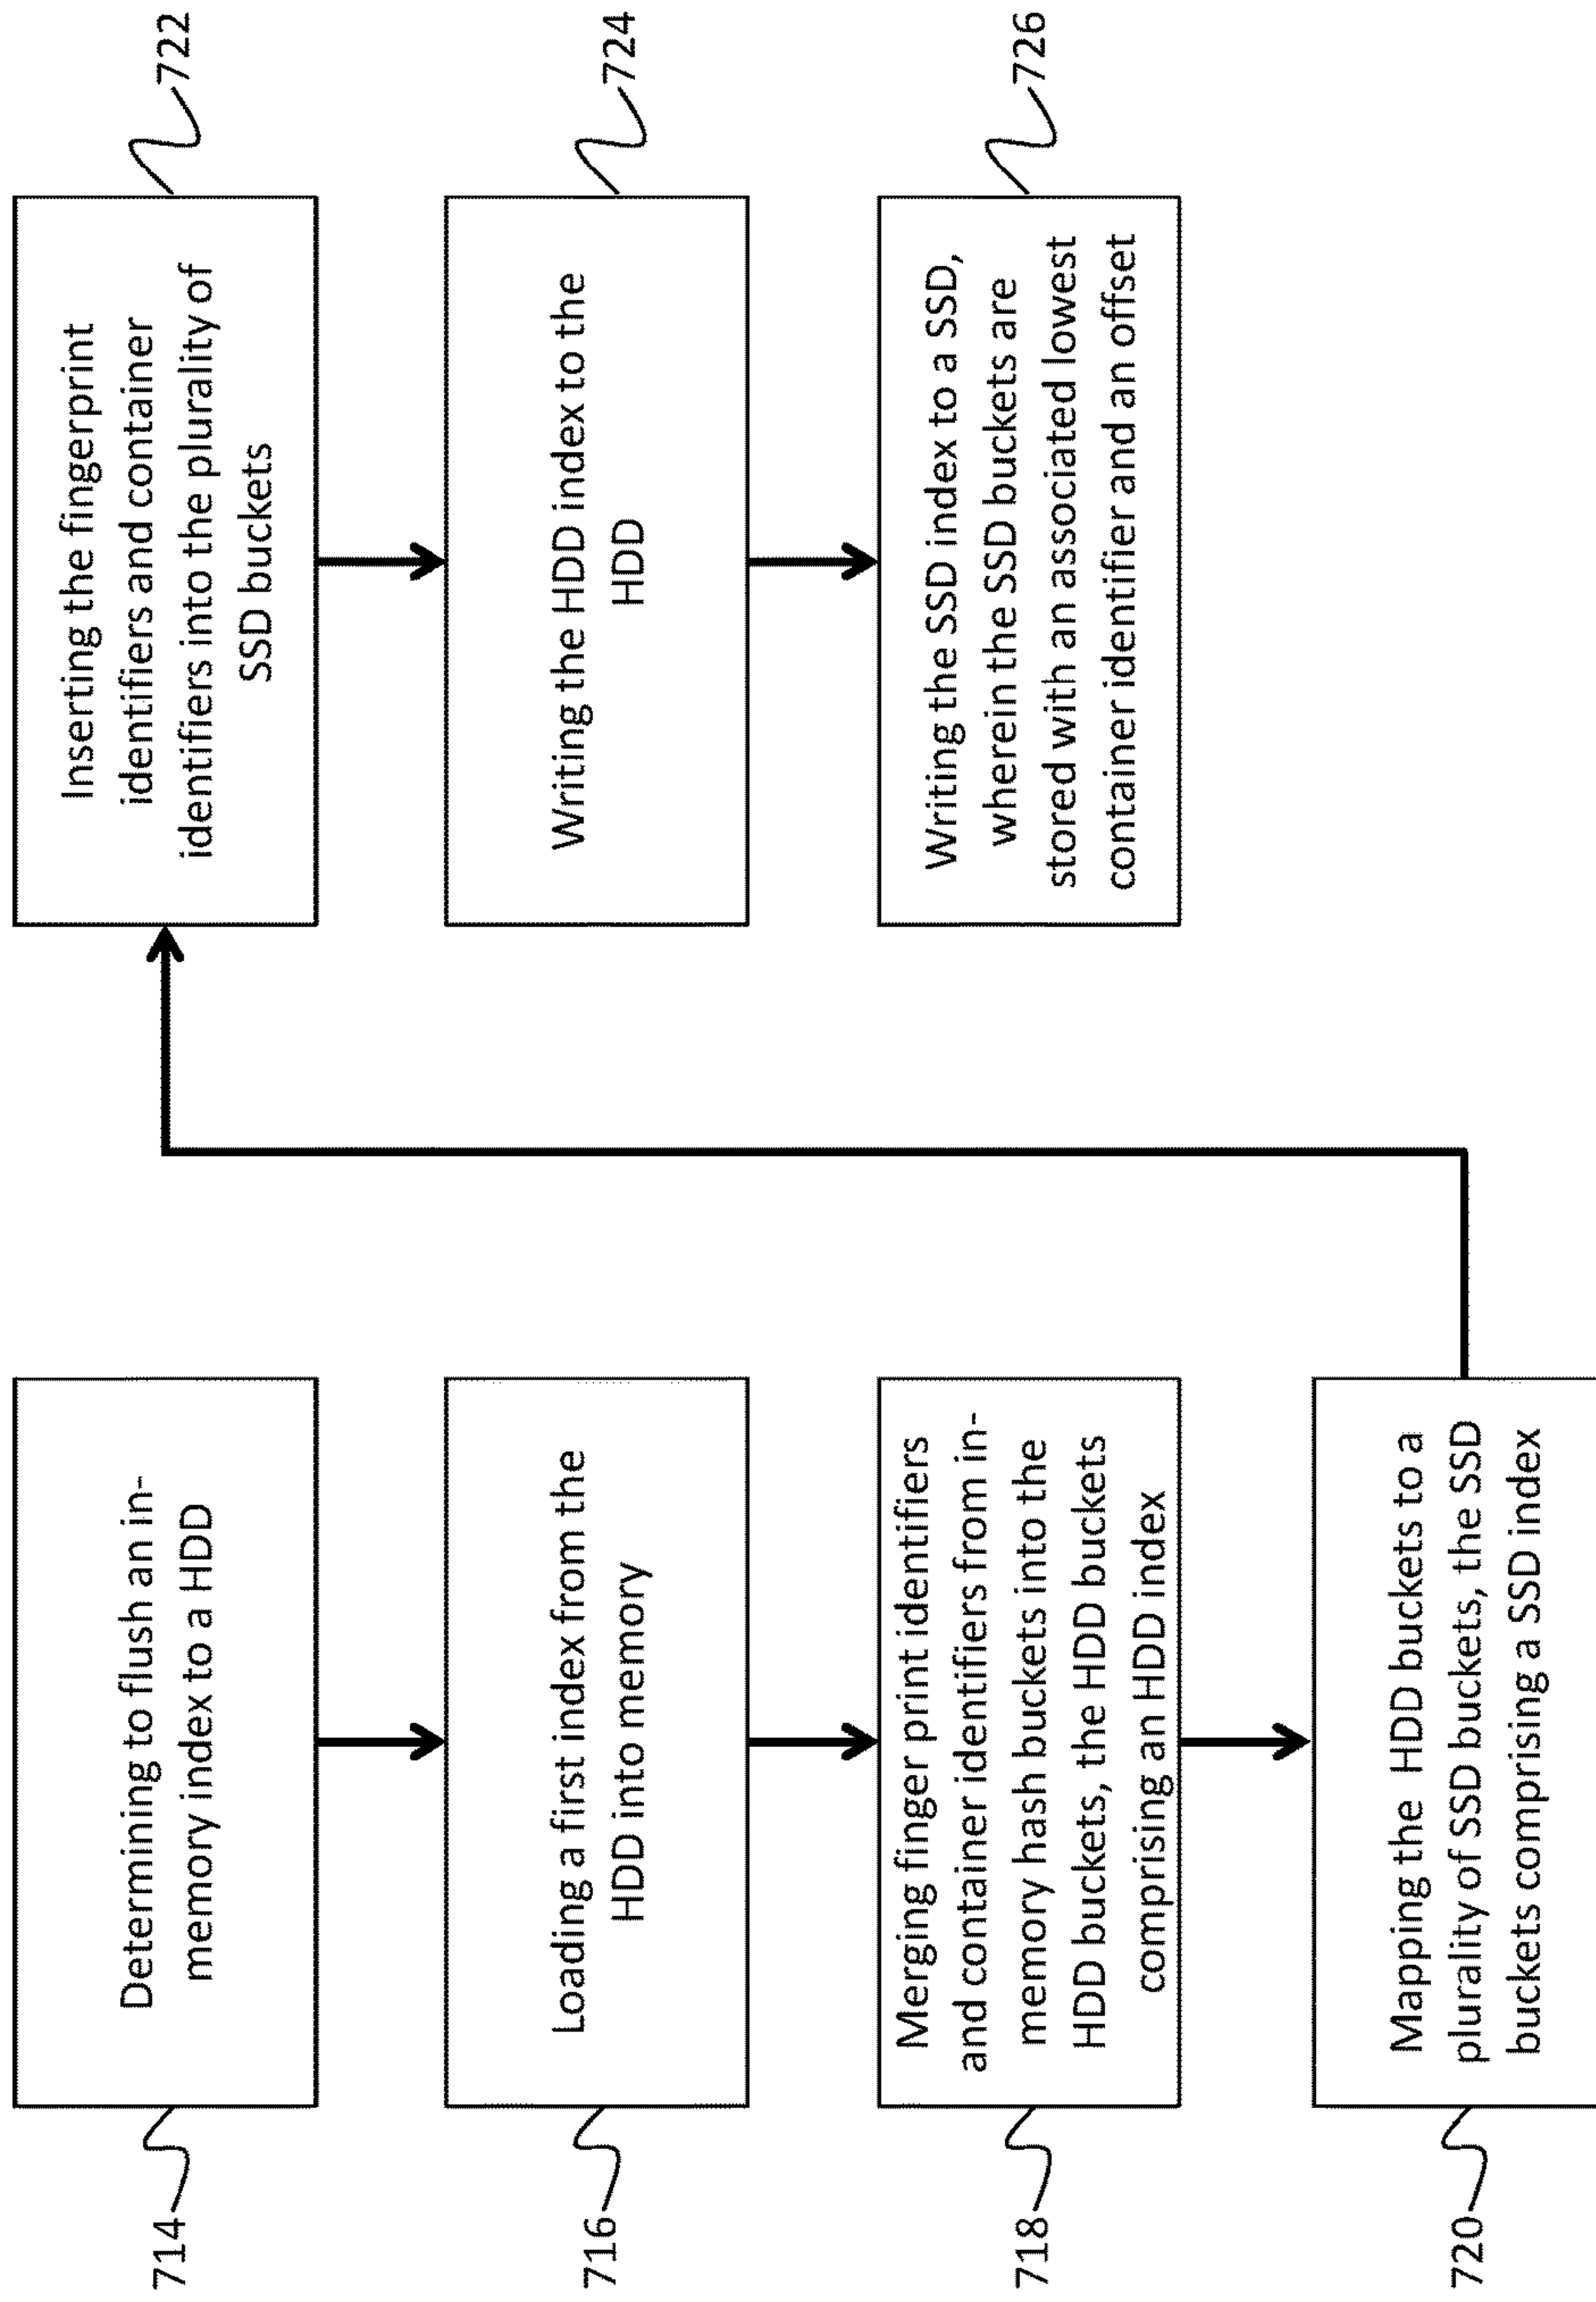 714
Determining to flush an in-
memory index to a HDD
716
Loading a first index from the
HDD into memory
718
Merging finger print identifiers
and container identifiers from in-
memory hash buckets into the
HDD buckets, the HDD buckets
comprising an HDD index
720
Mapping the HDD buckets to a
plurality of SSD buckets, the SSD
buckets comprising a SSD index
722
Inserting the fingerprint
identifiers and container
identifiers into the plurality of
SSD buckets
724
Writing the HDD index to the
HDD
726
Writing the SSD index to a SSD,
wherein the SSD buckets are
stored with an associated lowest
container identifier and an offset